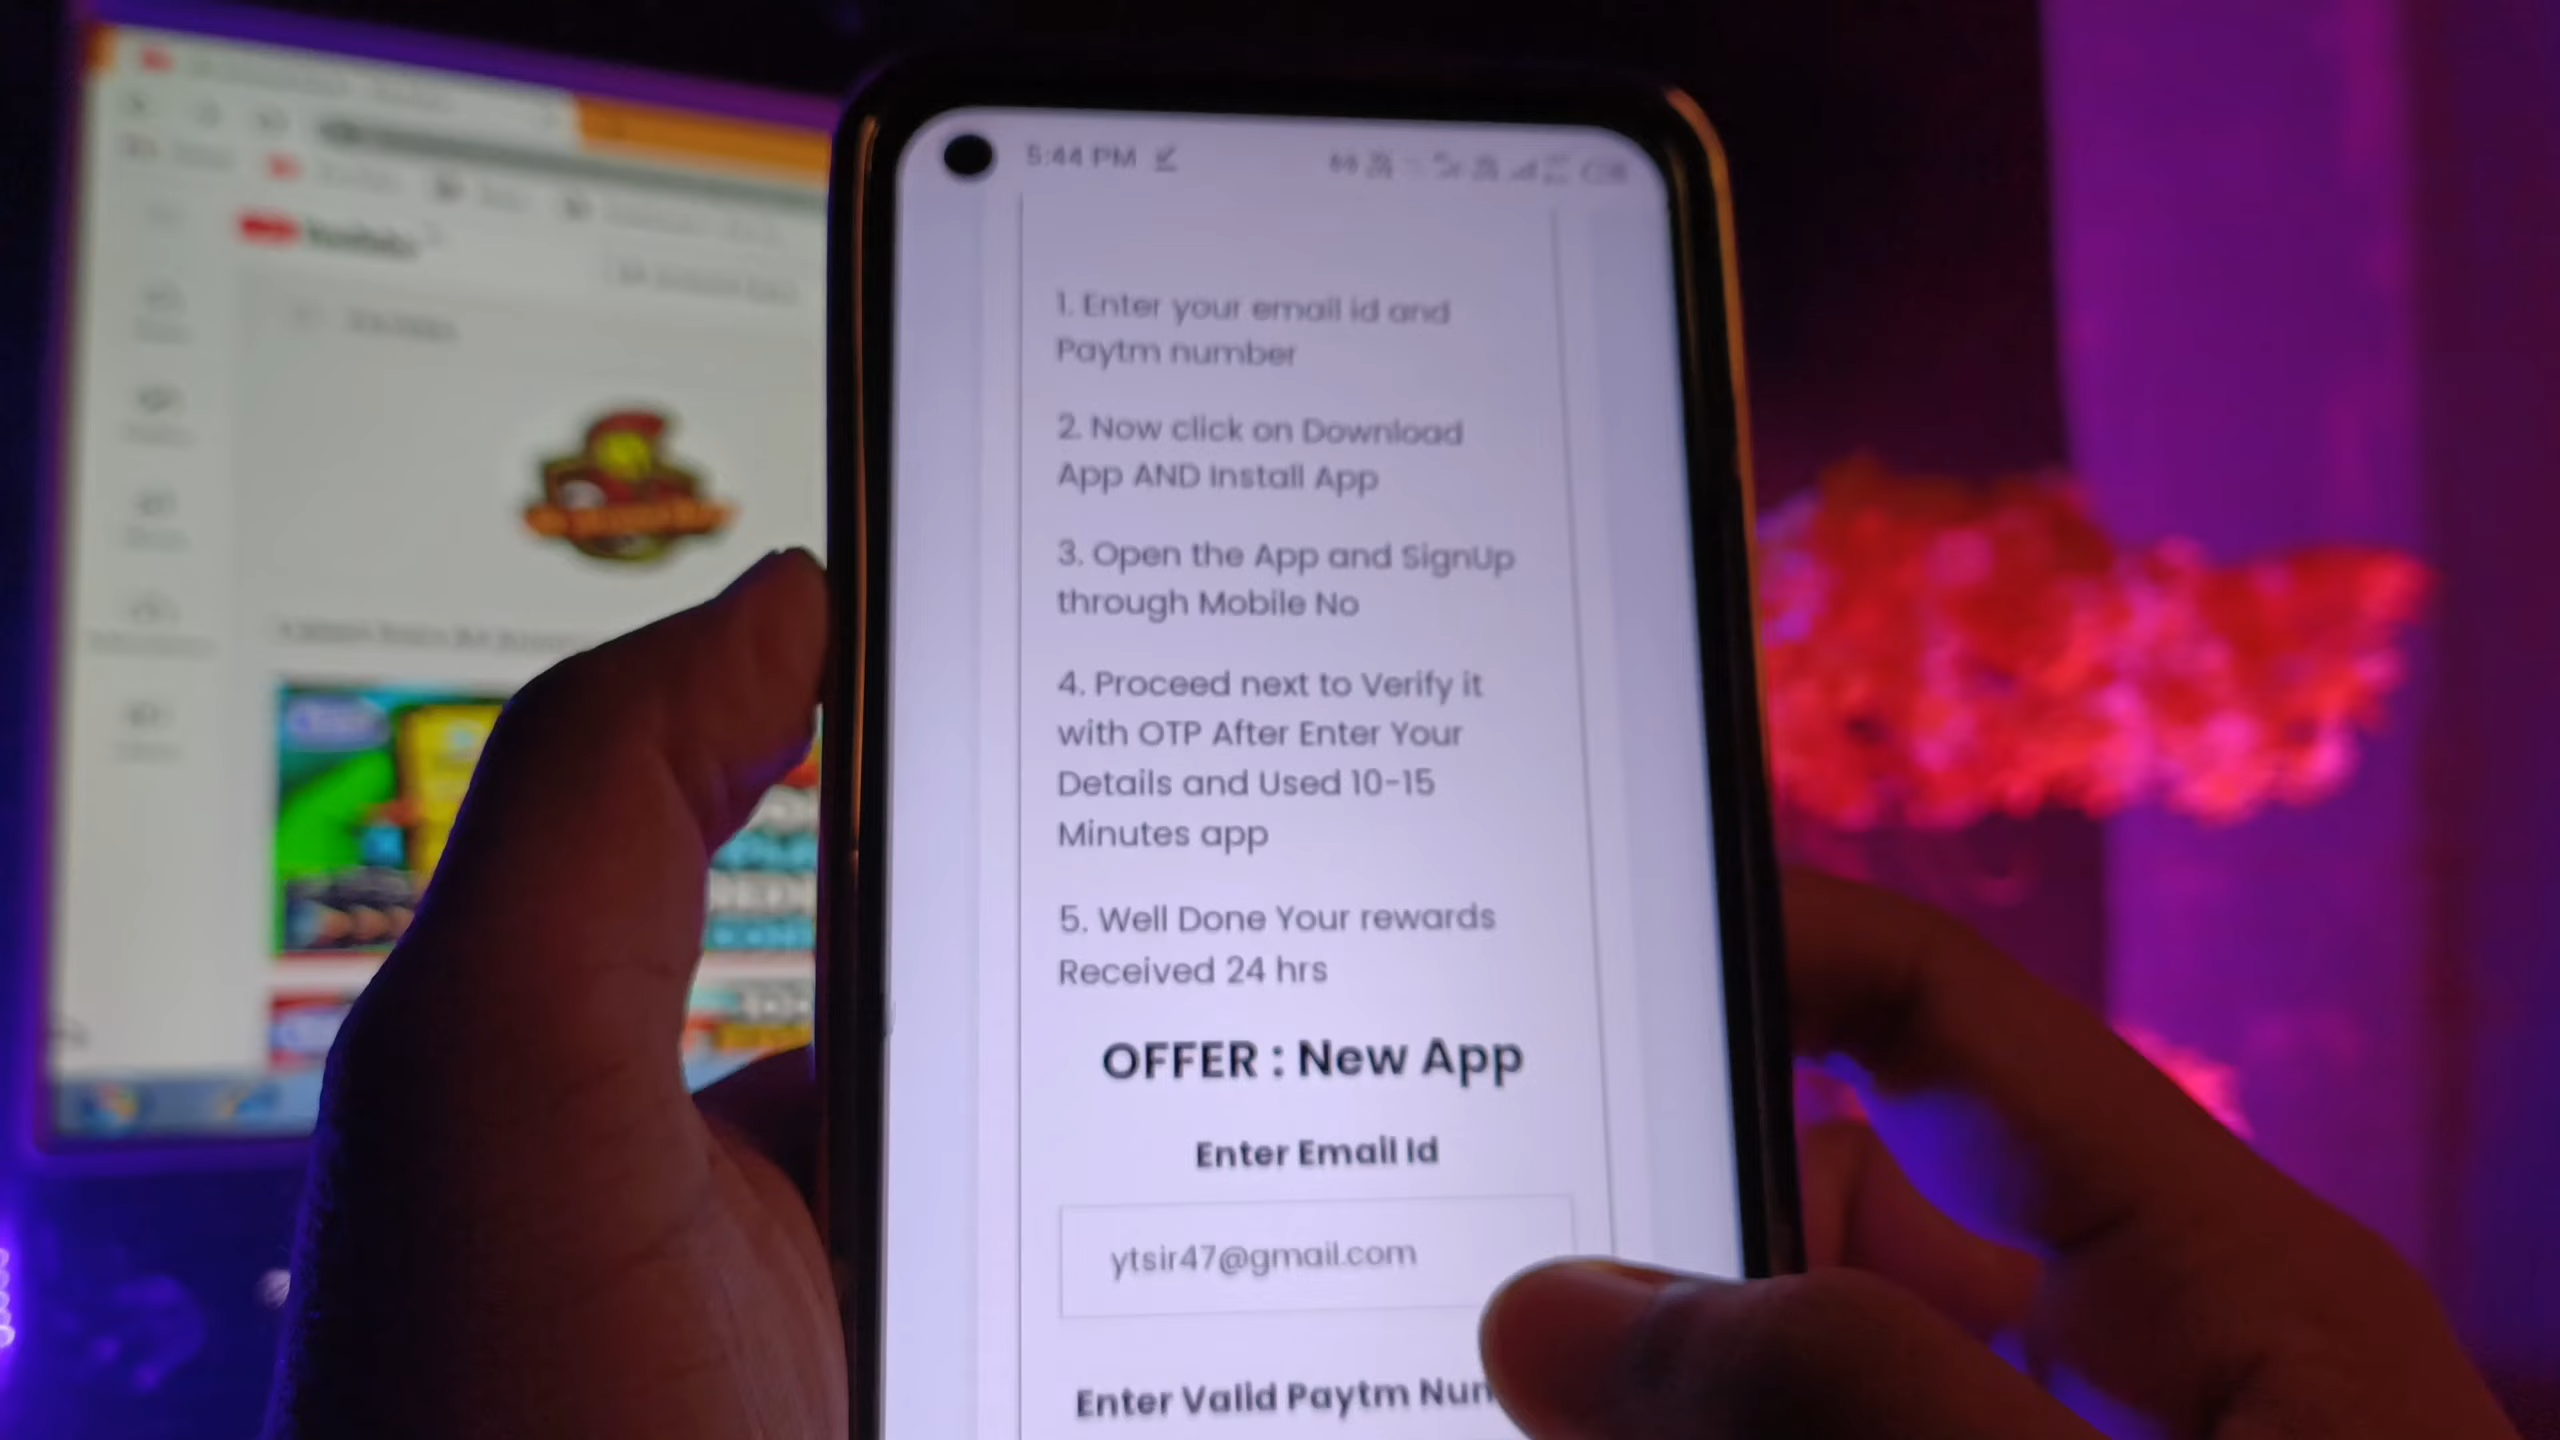 5:44 PM
1. Enter your email id and
Paytm number
2. Now click on Download
App AND Install App
3. Open the App and SignUp
through Mobile No
4. Proceed next to Verify it
with OTP After Enter Your
Details and Used 10-15
Minutes app
5. Well Done Your rewards
Received 24 hrs
OFFER : New App
Enter Email Id
ytsir47@gmail.com
Enter Valid Paytm